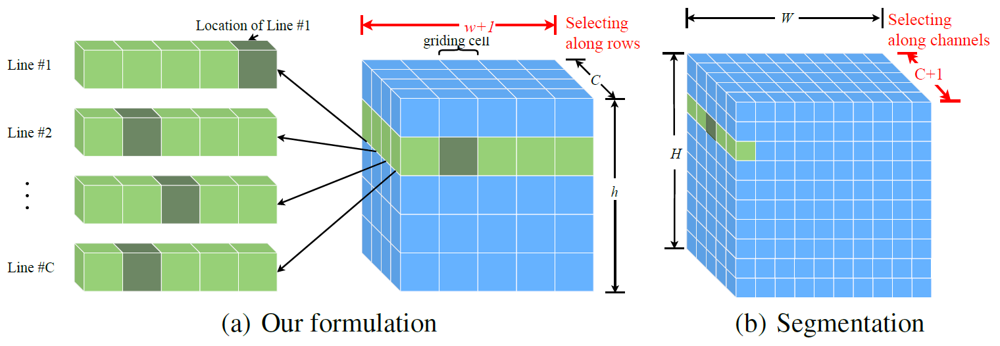 Location of Line #1
Line #1
Line #2
⋮
Line #C
w+1
griding cell
Selecting
along rows
C
h
(a) Our formulation
W
Selecting
along channels
C+1
H
(b) Segmentation